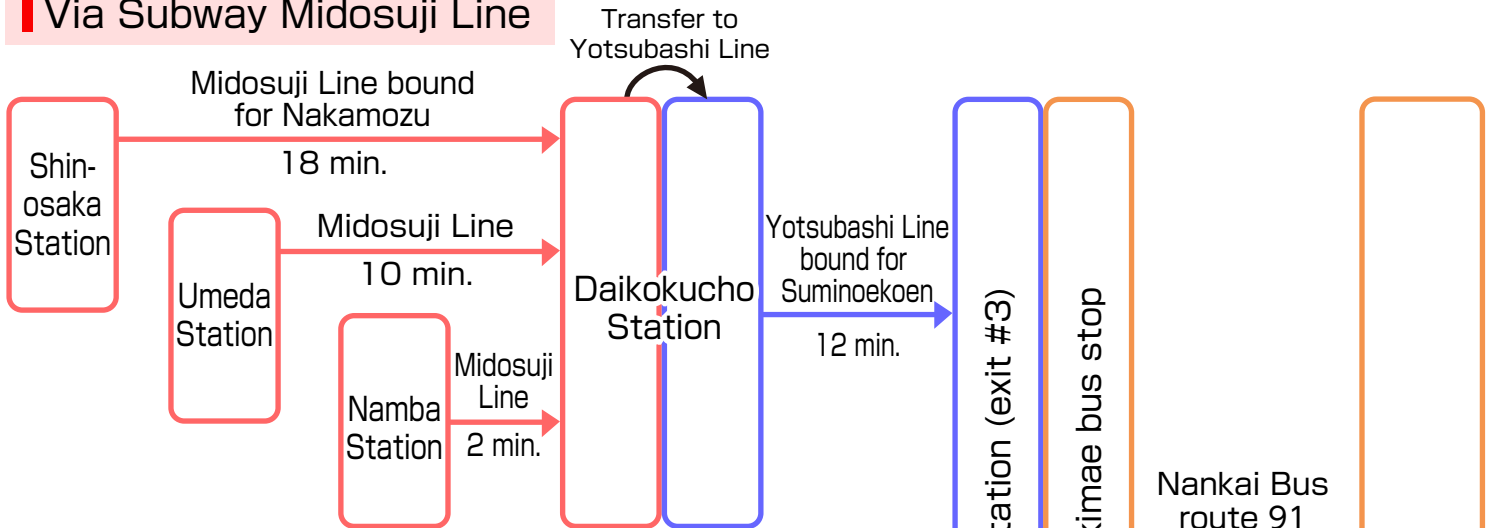 Via Subway Midosuji Line
Transfer to
Yotsubashi Line
Midosuji Line bound
for Nakamozu
18 min.
Shin-
osaka
Station
Midosuji Line
10 min.
Umeda
Station
Midosuji
Line
2 min.
Namba
Station
Daikokucho
Station
Yotsubashi Line
bound for
Suminoekoen
12 min.
(exit #3)
bus stop
Nankai Bus
route 91